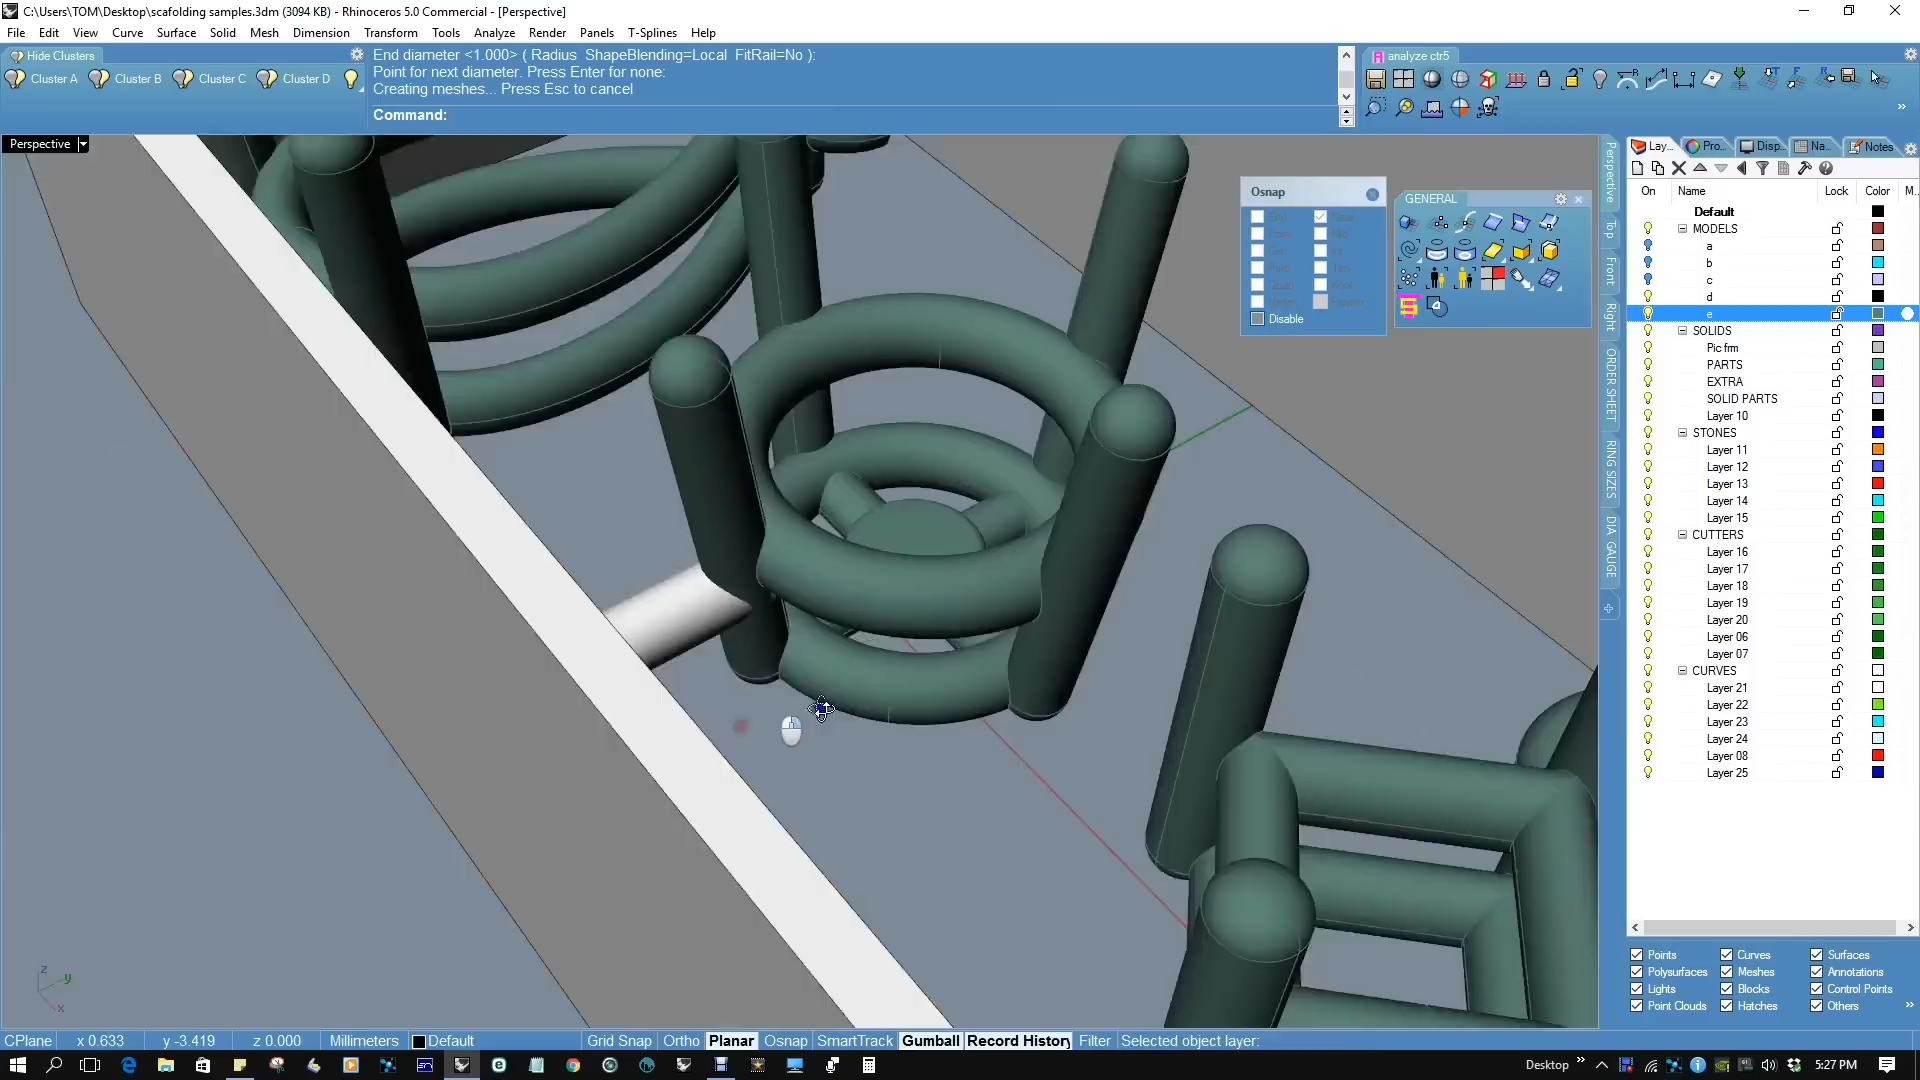 C:\Users\TOM\Desktop\scafolding samples.3dm (3094 KB) - Rhinoceros 5.0 Commercial - [Perspective]
File Edit View Curve Surface Solid Mesh Dimension Transform Tools Analyze Render Panels T-Splines Help
Hide Clusters
Cluster A Cluster B Cluster C Cluster D
End diameter <1.000> ( Radius ShapeBlending=Local FitRail=No ):
Point for next diameter. Press Enter for none:
Creating meshes... Press Esc to cancel
Command:
analyze ctr5
Perspective
Osnap
Disable
GENERAL
Perspective
Top
Front
Right
ORDER SHEET
RING SIZES
DIA GAUGE
Lay... Pro... Disp... Na... Notes
On Name Lock Color M...
Default
MODELS
a
b
c
d
e
SOLIDS
Pic frm
PARTS
EXTRA
SOLID PARTS
Layer 10
STONES
Layer 11
Layer 12
Layer 13
Layer 14
Layer 15
CUTTERS
Layer 16
Layer 17
Layer 18
Layer 19
Layer 20
Layer 06
Layer 07
CURVES
Layer 21
Layer 22
Layer 23
Layer 24
Layer 08
Layer 25
Points Curves Surfaces
Polysurfaces Meshes Annotations
Lights Blocks Control Points
Point Clouds Hatches Others
z
y
x
CPlane x 0.633 y -3.419 z 0.000 Millimeters Default Grid Snap Ortho Planar Osnap SmartTrack Gumball Record History Filter Selected object layer:
Desktop 5:27 PM